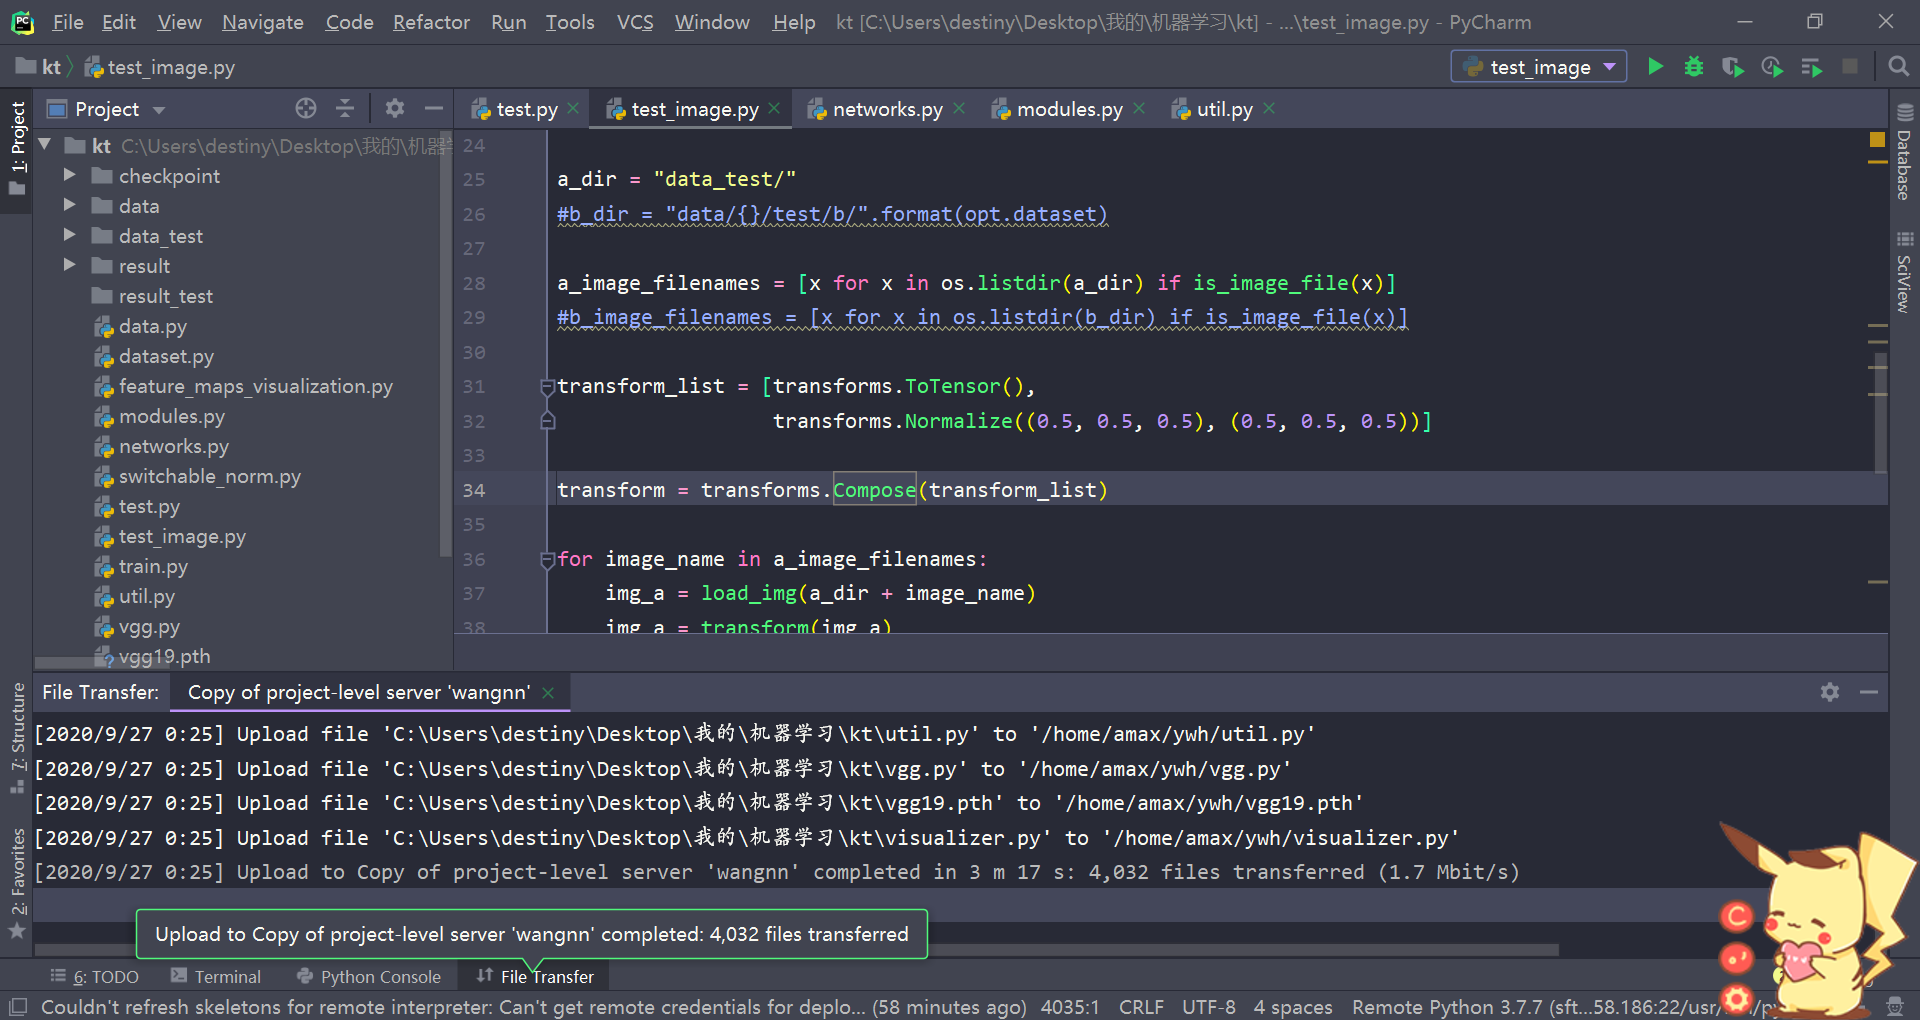 File Edit View Navigate Code Refactor Run Tools VCS Window Help kt [C:\Users\destiny\Desktop\我的\机器学习\kt] - ...\test_image.py - PyCharm
kt test_image.py
test_image
1: Project
Project
test.py test_image.py networks.py modules.py util.py
kt C:\Users\destiny\Desktop\我的\机器学
checkpoint
data
data_test
result
result_test
data.py
dataset.py
feature_maps_visualization.py
modules.py
networks.py
switchable_norm.py
test.py
test_image.py
train.py
util.py
vgg.py
vgg19.pth
24
25 a_dir = "data_test/"
26 #b_dir = "data/{}/test/b/".format(opt.dataset)
27
28 a_image_filenames = [x for x in os.listdir(a_dir) if is_image_file(x)]
29 #b_image_filenames = [x for x in os.listdir(b_dir) if is_image_file(x)]
30
31 transform_list = [transforms.ToTensor(),
32 transforms.Normalize((0.5, 0.5, 0.5), (0.5, 0.5, 0.5))]
33
34 transform = transforms.Compose(transform_list)
35
36 for image_name in a_image_filenames:
37 img_a = load_img(a_dir + image_name)
38 img_a = transform(img_a)
Database
SciView
7: Structure
2: Favorites
File Transfer: Copy of project-level server 'wangnn'
[2020/9/27 0:25] Upload file 'C:\Users\destiny\Desktop\我的\机器学习\kt\util.py' to '/home/amax/ywh/util.py'
[2020/9/27 0:25] Upload file 'C:\Users\destiny\Desktop\我的\机器学习\kt\vgg.py' to '/home/amax/ywh/vgg.py'
[2020/9/27 0:25] Upload file 'C:\Users\destiny\Desktop\我的\机器学习\kt\vgg19.pth' to '/home/amax/ywh/vgg19.pth'
[2020/9/27 0:25] Upload file 'C:\Users\destiny\Desktop\我的\机器学习\kt\visualizer.py' to '/home/amax/ywh/visualizer.py'
[2020/9/27 0:25] Upload to Copy of project-level server 'wangnn' completed in 3 m 17 s: 4,032 files transferred (1.7 Mbit/s)
Upload to Copy of project-level server 'wangnn' completed: 4,032 files transferred
6: TODO Terminal Python Console File Transfer
Couldn't refresh skeletons for remote interpreter: Can't get remote credentials for deplo... (58 minutes ago) 4035:1 CRLF UTF-8 4 spaces Remote Python 3.7.7 (sft...58.186:22/usr/